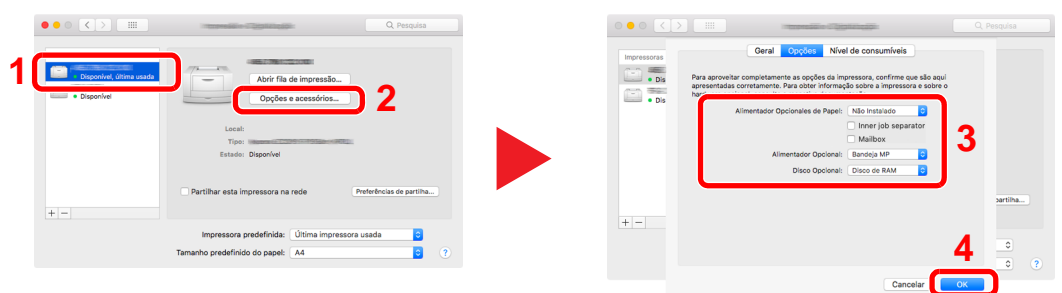 Pesquisa
1
Disponível, última usada
Disponível
Abrir fila de impressão...
Opções e acessórios...
2
Local:
Tipo:
Estado: Disponível
Partilhar esta impressora na rede
Preferências de partilha...
+ −
Impressora predefinida: Última impressora usada
Tamanho predefinido do papel: A4
?
Pesquisa
Impressoras
Dis
Dis
Geral Opções Nível de consumíveis
Para aproveitar completamente as opções da impressora, confirme que são aqui
apresentadas corretamente. Para obter informação sobre a impressora e sobre o
Alimentador Opcionales de Papel: Não Instalado
Inner job separator
Mailbox
Alimentador Opcional: Bandeja MP
Disco Opcional: Disco de RAM
3
partilha...
+ −
4
?
Cancelar OK